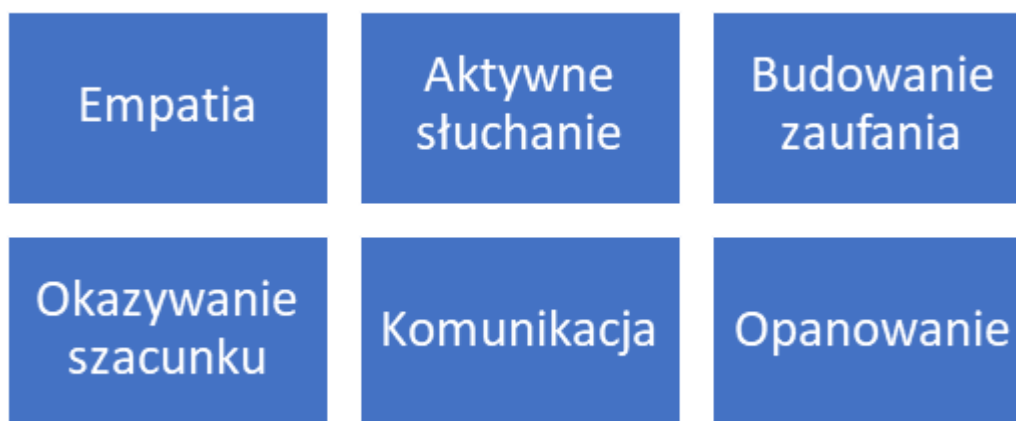 Empatia
Aktywne
słuchanie
Budowanie
zaufania
Okazywanie
szacunku
Komunikacja
Opanowanie